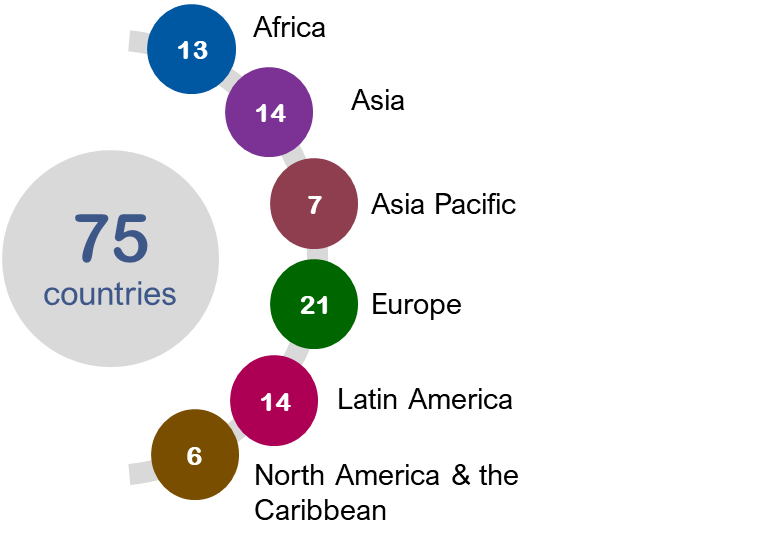 13
Africa
14
Asia
7
Asia Pacific
75
countries
21
Europe
14
Latin America
6
North America & the
Caribbean